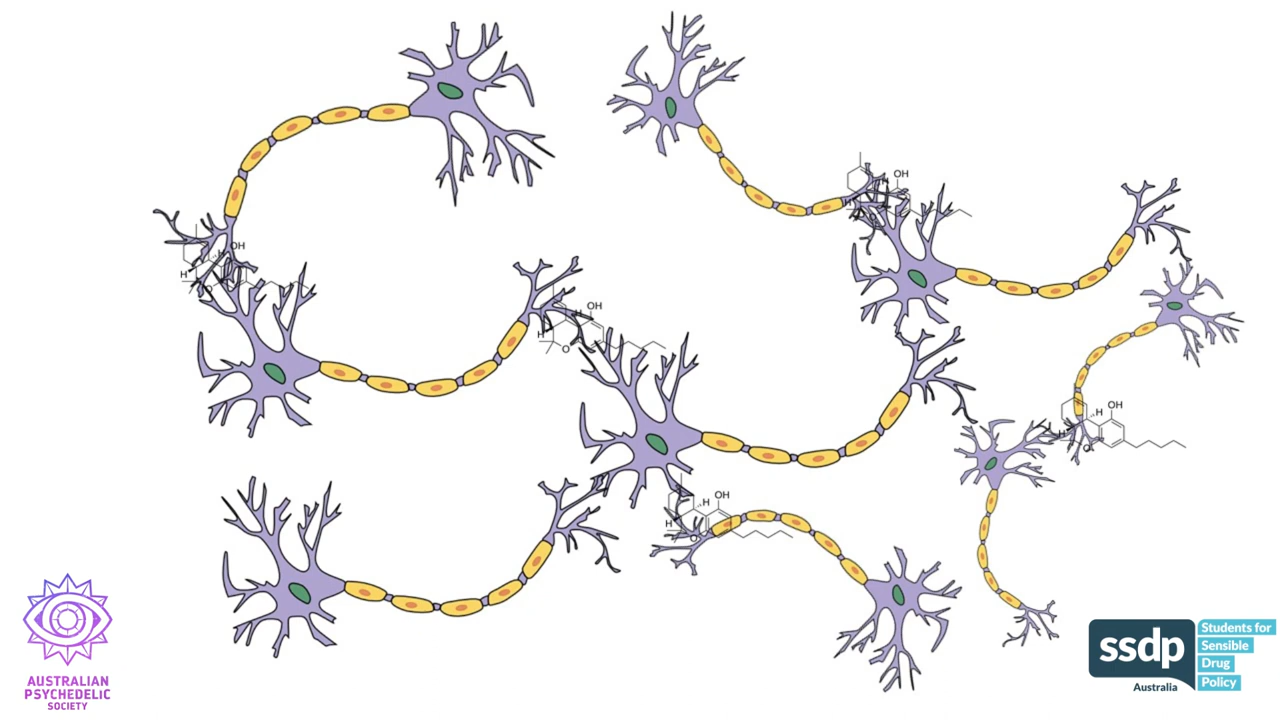 OH
H
H
OH
H
H
OH
H
H
O
OH
H
H
O
OH
H
H
O
AUSTRALIAN
PSYCHEDELIC
SOCIETY
ssdp
Australia
Students for
Sensible
Drug
Policy